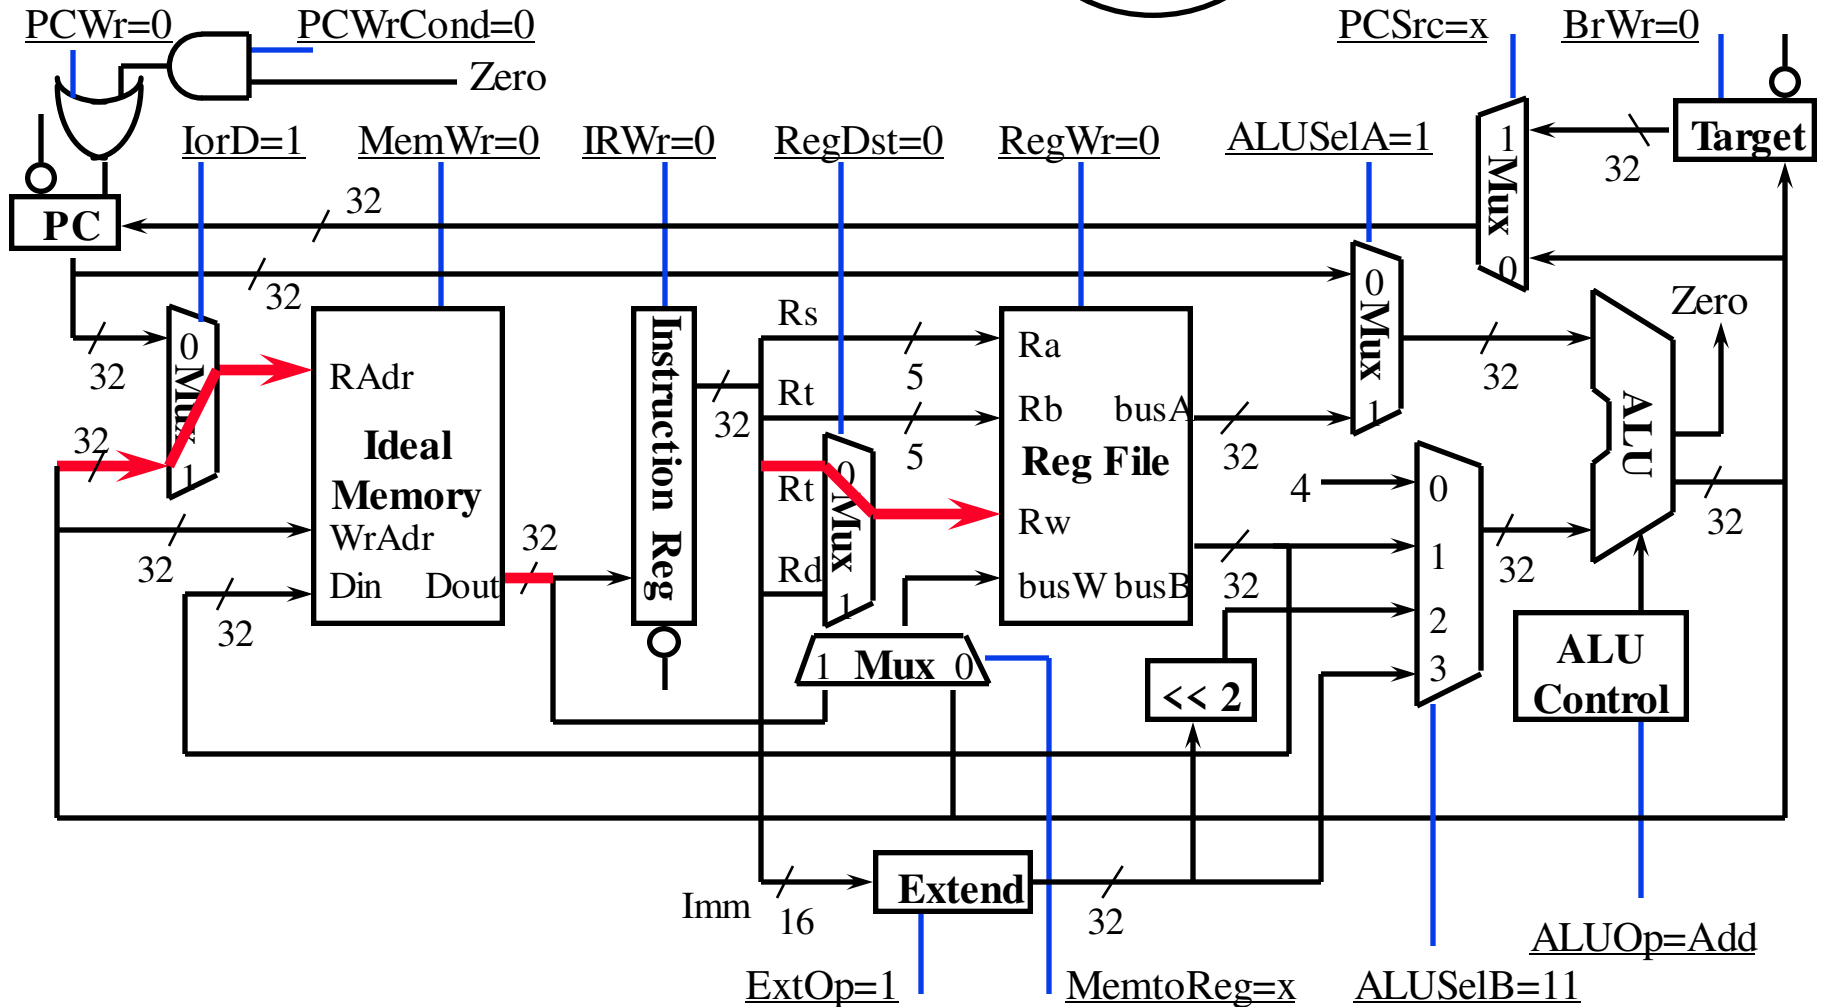 PCWr=0 PCWrCond=0 PCSrc=x BrWr=0
Zero
IorD=1 MemWr=0 IRWr=0 RegDst=0 RegWr=0 ALUSelA=1
1 Mux 0
Target
32
PC
32
32
0 Mux 1
32
32
RAdr
Ideal Memory
WrAdr
Din Dout
32
32
32
Instruction Reg
32
Rs
5
Rt
5
Rt
Rd
0 Mux 1
Ra
Rb busA
Reg File
Rw
busW busB
32
32
0 Mux 1
32
Zero
ALU
32
4
0
1
2
3
32
1 Mux 0
<< 2
ALU
Control
Imm
16
Extend
32
ALUOp=Add
ExtOp=1 MemtoReg=x ALUSelB=11